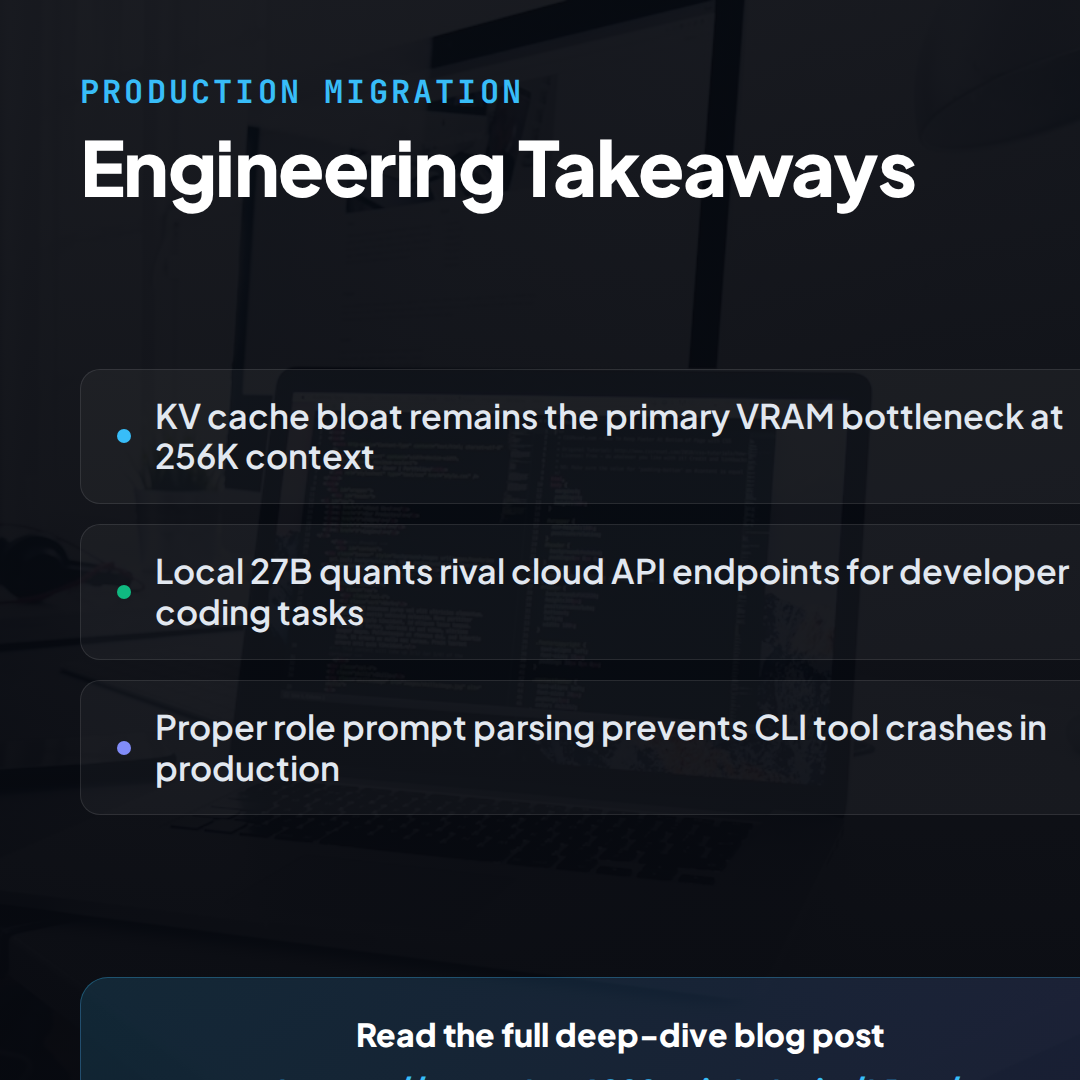 PRODUCTION MIGRATION
Engineering Takeaways
KV cache bloat remains the primary VRAM bottleneck at
256K context
Local 27B quants rival cloud API endpoints for developer
coding tasks
Proper role prompt parsing prevents CLI tool crashes in
production
Read the full deep-dive blog post